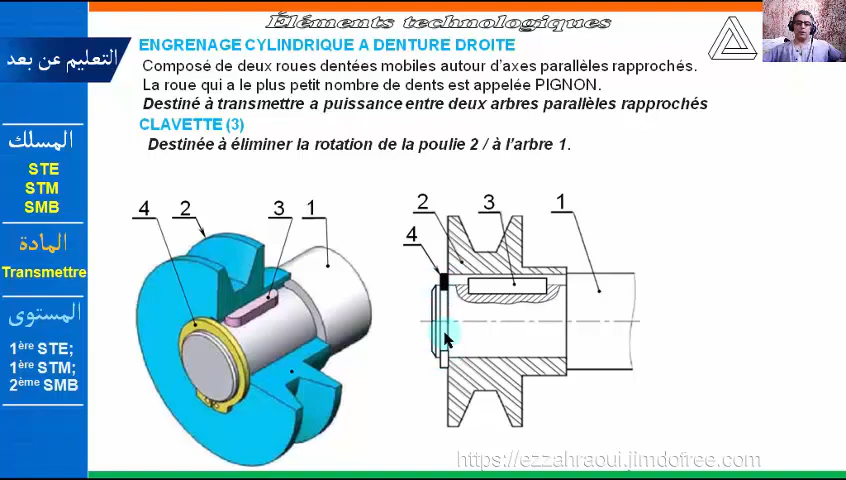 Éléments technologiques
التعليم عن بعد
المسلك
STE
STM
SMB
المادة
Transmettre
المستوى
1ère STE;
1ère STM;
2ème SMB
ENGRENAGE CYLINDRIQUE A DENTURE DROITE
Composé de deux roues dentées mobiles autour d'axes parallèles rapprochés.
La roue qui a le plus petit nombre de dents est appelée PIGNON.
Destiné à transmettre a puissance entre deux arbres parallèles rapprochés
CLAVETTE (3)
Destinée à éliminer la rotation de la poulie 2 / à l'arbre 1.
4 2 3 1
4
2 3 1
4
https://ezzahraoui.jimdofree.com